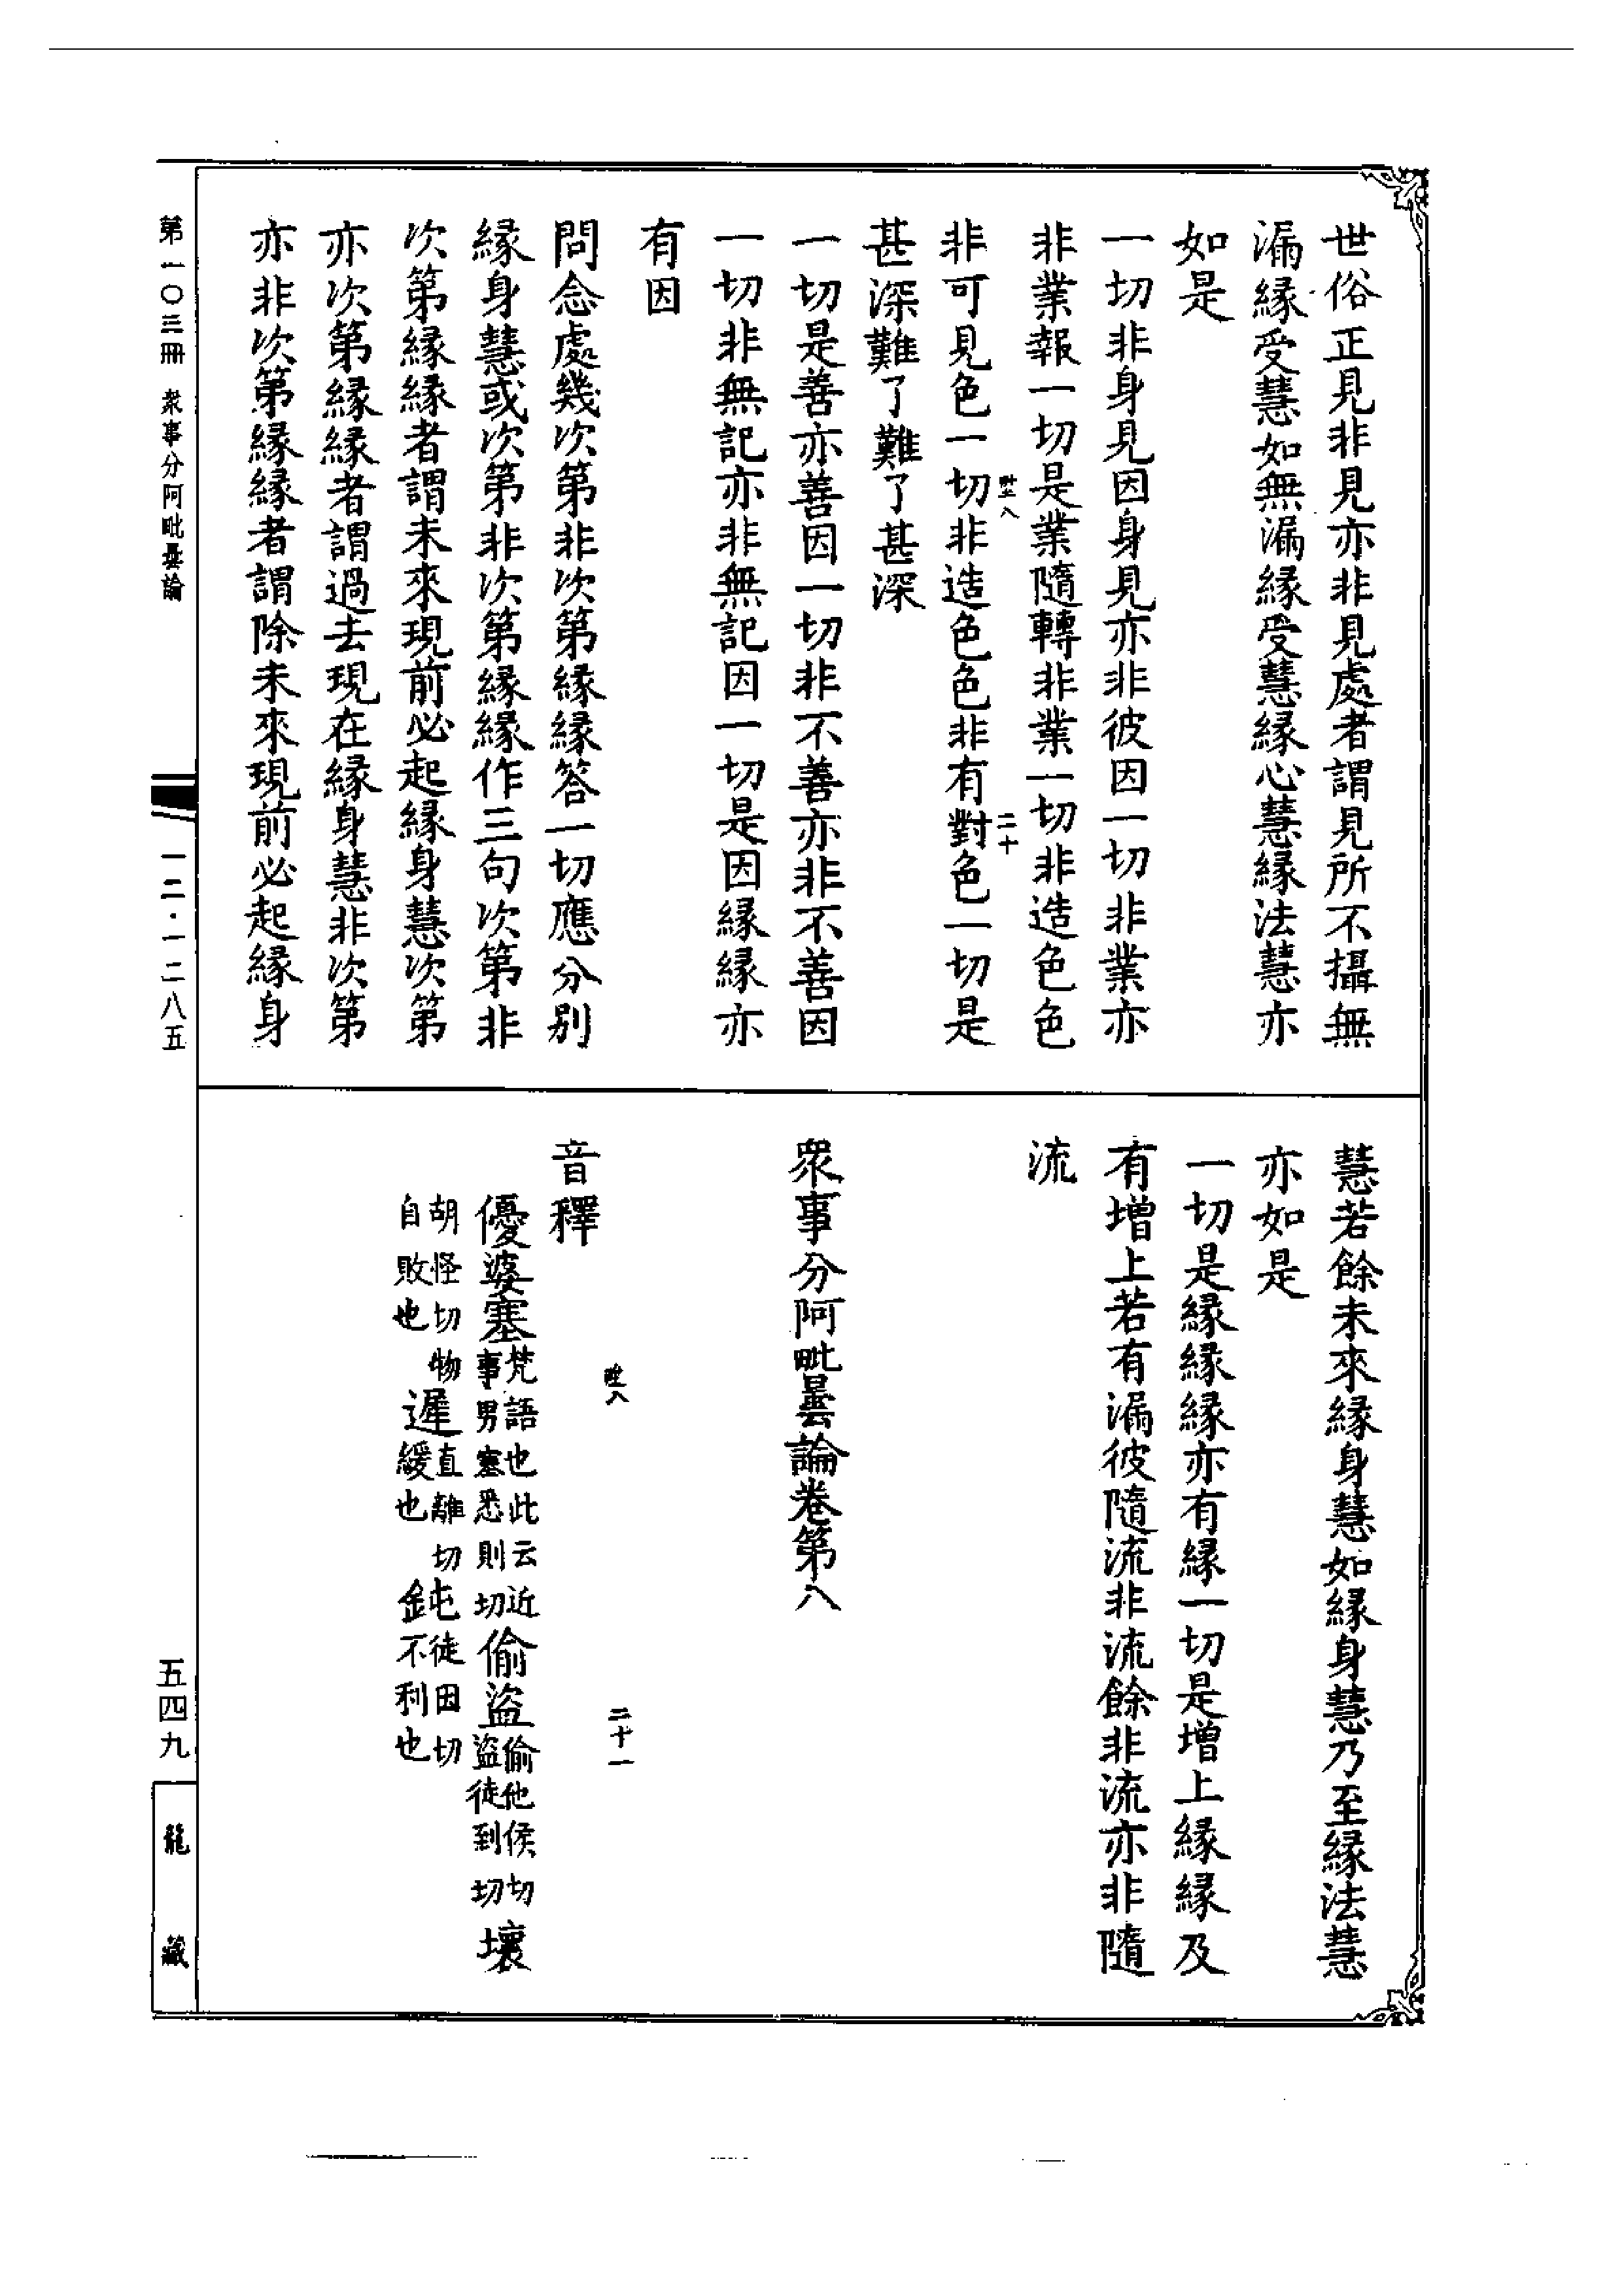 世俗正見非見亦非見處者謂見所不攝無
漏緣受慧如無漏緣受慧緣心慧緣法慧亦
如是
一切非身見因身見亦非彼因一切非業亦
非業報一切是業隨轉非業一切非造色色
非可見色一切非造色色非有對色一切是
甚深難了難了甚深
一切是善亦善因一切非不善亦非不善因
一切非無記亦非無記因一切是因緣緣亦
有因
問念處幾次第非次第緣緣答一切應分別
緣身慧或次第非次第緣緣作三句次第非
次第緣緣者謂未來現前必起緣身慧次第
亦次第緣緣者謂過去現在緣身慧非次第
亦非次第緣緣者謂除未來現前必起緣身
二十
慧若餘未來緣身慧如緣身慧乃至緣法慧
亦如是
一切是緣緣緣亦有緣一切是增上緣緣及
有增上若有漏彼隨流非流餘非流亦非隨
流
眾事分阿毗曇論卷第八
二十一
音釋
優婆塞梵語也此云近事男塞悉則切偷盜偷他侯切盜徒到切壞
胡怪切物自敗也遲直離切緩也鈍徒困切不利也
第一〇三冊 眾事分阿毗曇論
一二·一二八五
五四九
龍藏